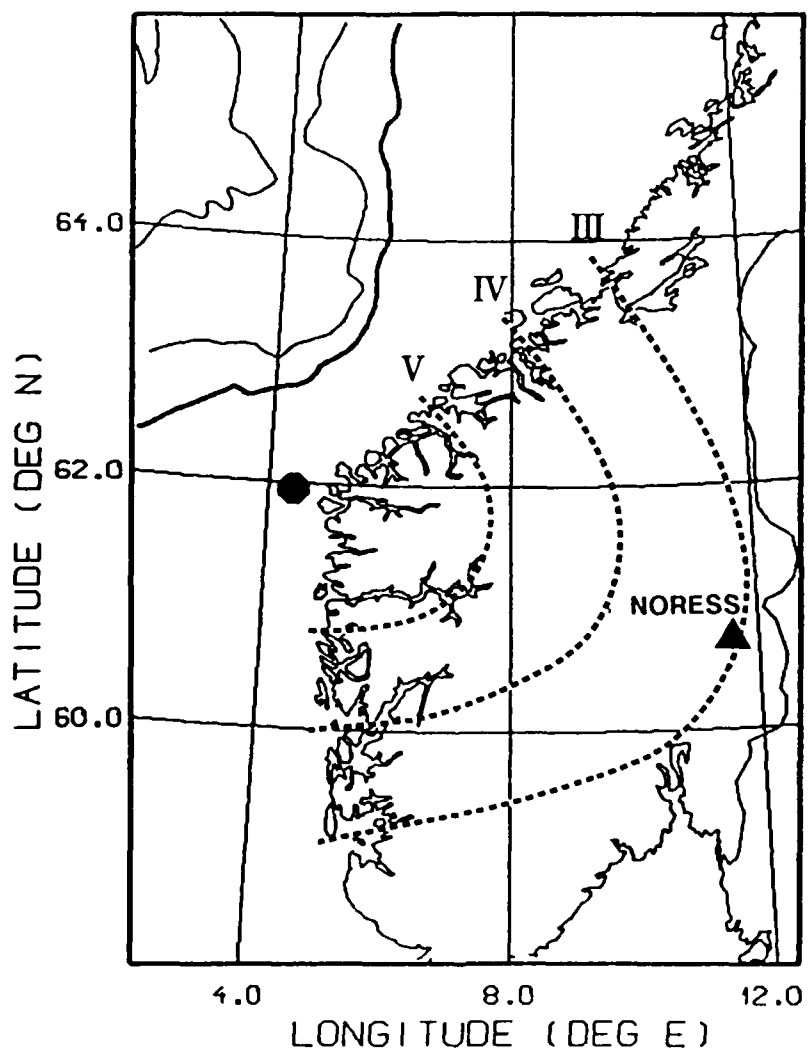 III
64.0
IV
V
62.0
NORESS
60.0
LATITUDE (DEG N)
4.0 8.0 12.0
LONGITUDE (DEG E)